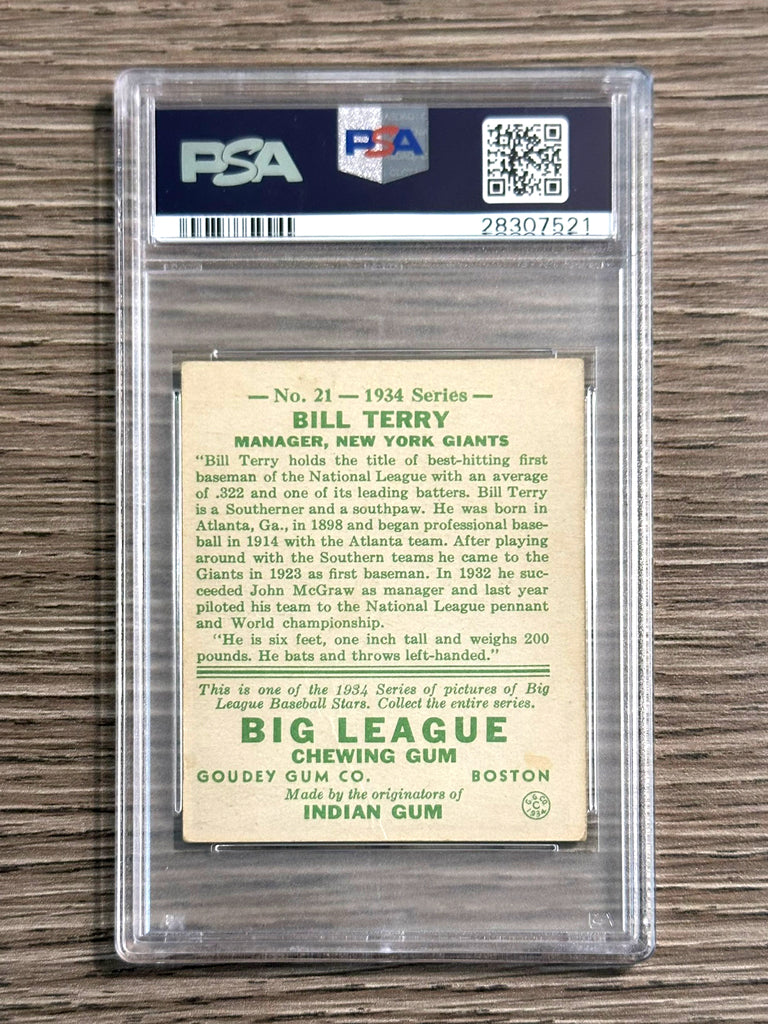 PSA
PSA
28307521
— No. 21 — 1934 Series —
BILL TERRY
MANAGER, NEW YORK GIANTS
"Bill Terry holds the title of best-hitting first
baseman of the National League with an average
of .322 and one of its leading batters. Bill Terry
is a Southerner and a southpaw. He was born in
Atlanta, Ga., in 1898 and began professional base-
ball in 1914 with the Atlanta team. After playing
around with the Southern teams he came to the
Giants in 1923 as first baseman. In 1932 he suc-
ceeded John McGraw as manager and last year
piloted his team to the National League pennant
and World championship.
"He is six feet, one inch tall and weighs 200
pounds. He bats and throws left-handed."
This is one of the 1934 Series of pictures of Big
League Baseball Stars. Collect the entire series.
BIG LEAGUE
CHEWING GUM
GOUDEY GUM CO. BOSTON
Made by the originators of
INDIAN GUM
G.G.CO.
C
1934